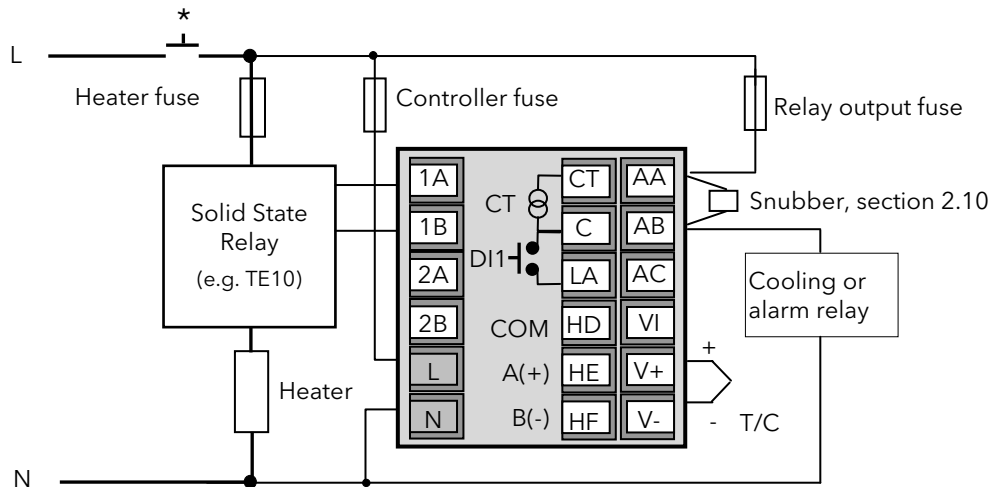 *
L
Heater fuse
Controller fuse
Relay output fuse
1A
CT
AA
Solid State
Relay
(e.g. TE10)
CT
Snubber, section 2.10
1B
C
AB
DI1
2A
LA
AC
Cooling or
alarm relay
2B
COM
HD
VI
L
A(+)
HE
V+
+
Heater
N
B(-)
HF
V-
-
T/C
N